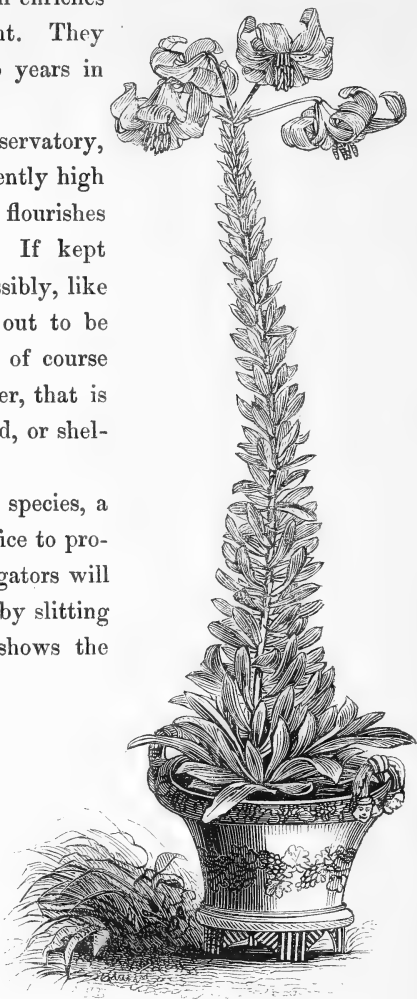 enriches
nt. They
years in
servatory,
ently high
flourishes
If kept
ssibly, like
out to be
of course
er, that is
d, or shel-
species, a
ice to pro-
gators will
by slitting
shows the